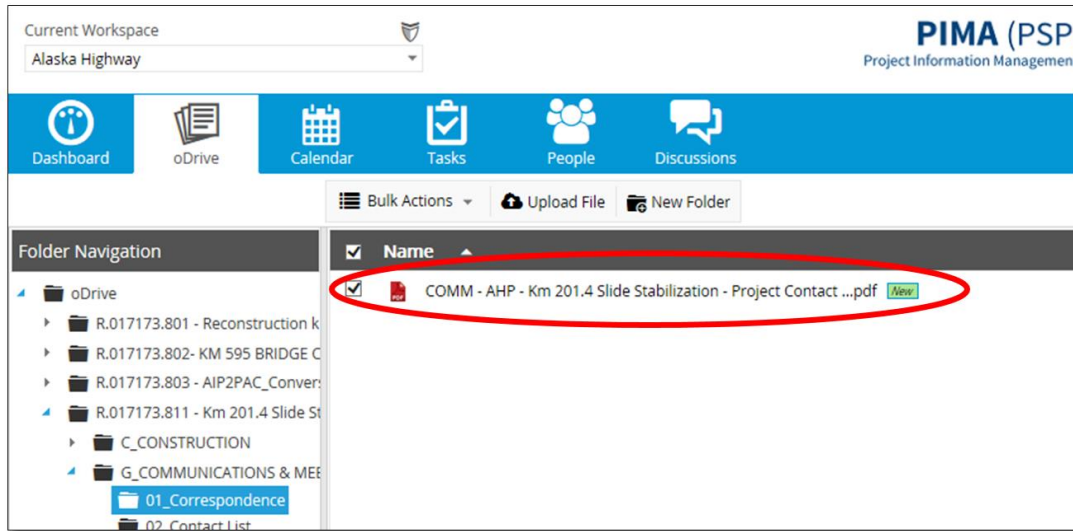 Current Workspace
Alaska Highway
PIMA (PSP
Project Information Managemen
Dashboard
oDrive
Calendar
Tasks
People
Discussions
Bulk Actions
Upload File
New Folder
Folder Navigation
Name
oDrive
COMM - AHP - Km 201.4 Slide Stabilization - Project Contact ...pdf New
R.017173.801 - Reconstruction k
R.017173.802- KM 595 BRIDGE C
R.017173.803 - AIP2PAC_Convers
R.017173.811 - Km 201.4 Slide St
C_CONSTRUCTION
G_COMMUNICATIONS & MEE
01_Correspondence
02_Contact List